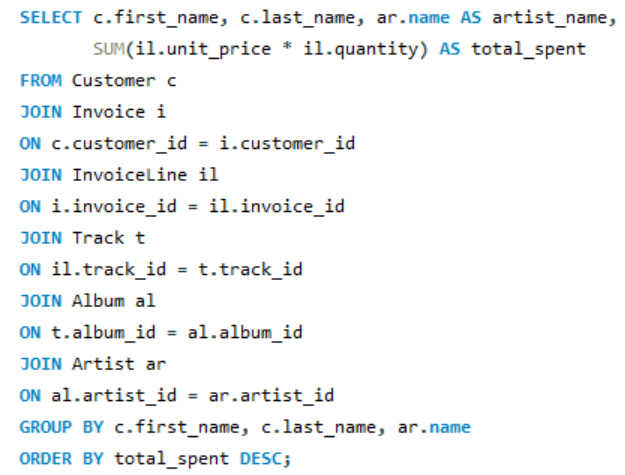 SELECT c.first_name, c.last_name, ar.name AS artist_name,
SUM(il.unit_price * il.quantity) AS total_spent
FROM Customer c
JOIN Invoice i
ON c.customer_id = i.customer_id
JOIN InvoiceLine il
ON i.invoice_id = il.invoice_id
JOIN Track t
ON il.track_id = t.track_id
JOIN Album al
ON t.album_id = al.album_id
JOIN Artist ar
ON al.artist_id = ar.artist_id
GROUP BY c.first_name, c.last_name, ar.name
ORDER BY total_spent DESC;